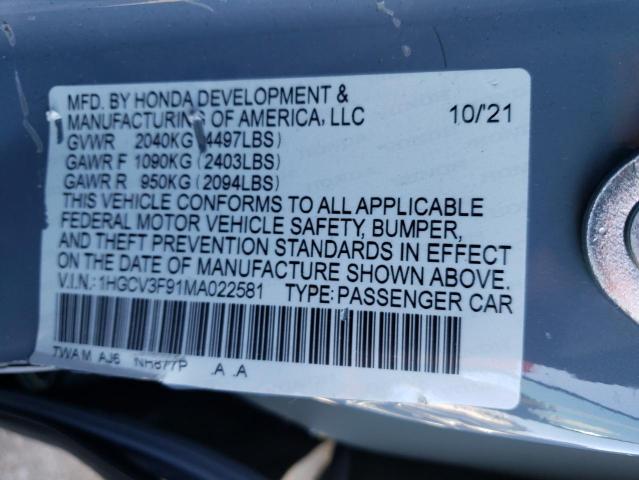 MFD. BY HONDA DEVELOPMENT &
MANUFACTURING OF AMERICA, LLC 10/'21
GVWR 2040KG (4497LBS)
GAWR F 1090KG (2403LBS)
GAWR R 950KG (2094LBS)
THIS VEHICLE CONFORMS TO ALL APPLICABLE
FEDERAL MOTOR VEHICLE SAFETY, BUMPER,
AND THEFT PREVENTION STANDARDS IN EFFECT
ON THE DATE OF MANUFACTURE SHOWN ABOVE.
V.I.N.: 1HGCV3F91MA022581 TYPE: PASSENGER CAR
TWA M AJ6 NH877P .A .A